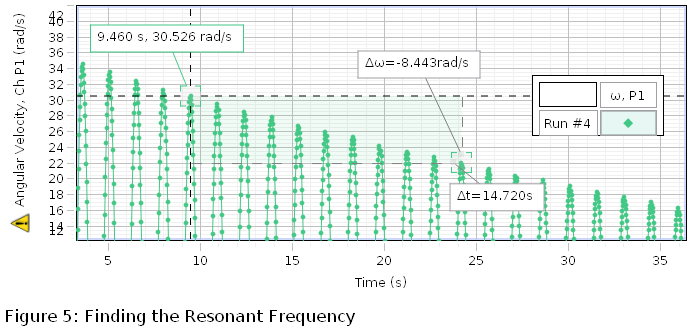 Angular Velocity, Ch P1 (rad/s)
42
40
38
36
34
32
30
28
26
24
22
20
18
16
14
12
9.460 s, 30.526 rad/s
Δω=-8.443rad/s
ω, P1
Run #4
Δt=14.720s
5 10 15 20 25 30 35
Time (s)
Figure 5: Finding the Resonant Frequency